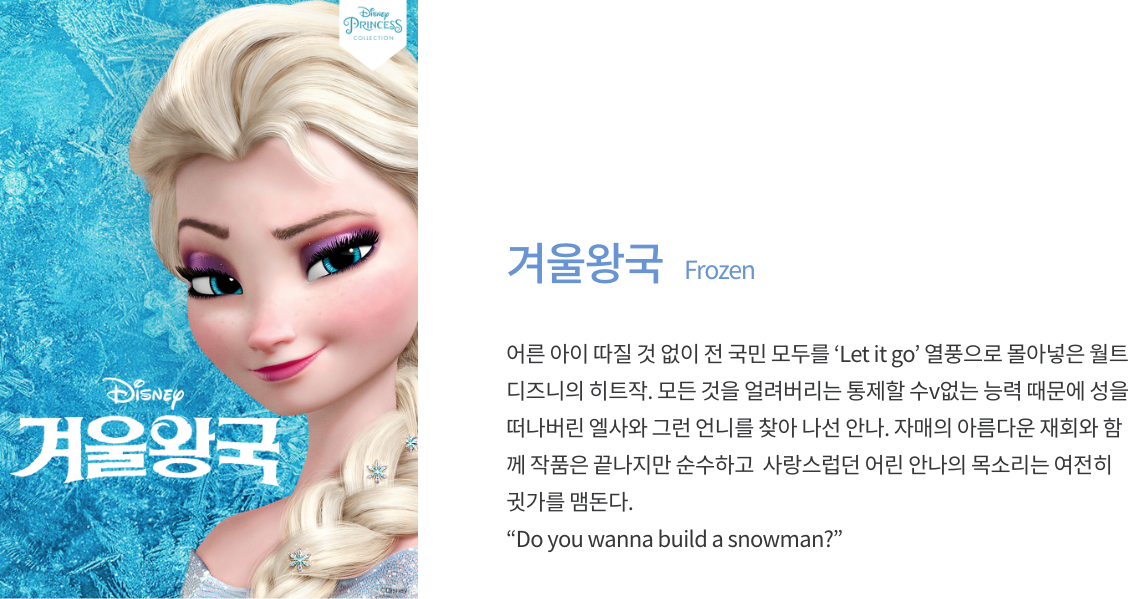 Disney
PRINCESS
COLLECTION
Disney
겨울왕국
©Disney
겨울왕국 Frozen
어른 아이 따질 것 없이 전 국민 모두를 ‘Let it go’ 열풍으로 몰아넣은 월트
디즈니의 히트작. 모든 것을 얼려버리는 통제할 수v없는 능력 때문에 성을
떠나버린 엘사와 그런 언니를 찾아 나선 안나. 자매의 아름다운 재회와 함
께 작품은 끝나지만 순수하고  사랑스럽던 어린 안나의 목소리는 여전히
귓가를 맴돈다.
“Do you wanna build a snowman?”